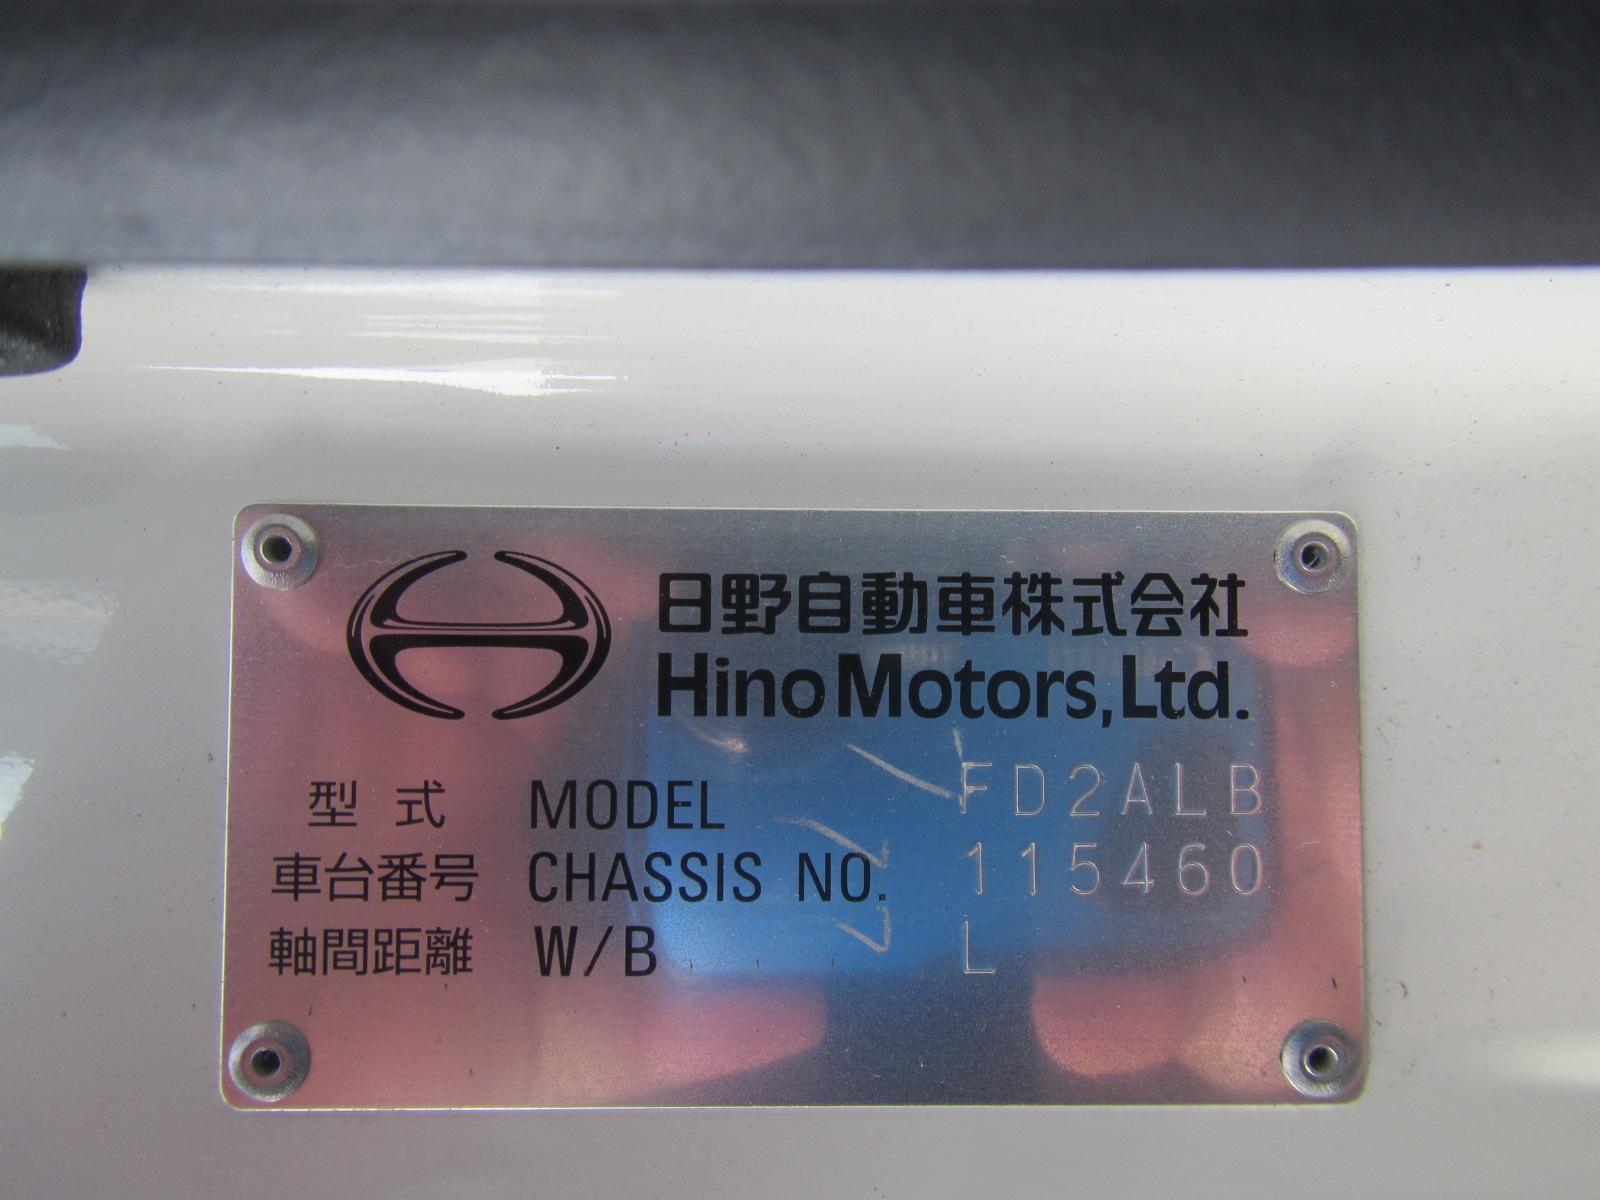 日野自動車株式会社
Hino Motors, Ltd.
型式 MODEL FD2ALB
車台番号 CHASSIS NO. 115460
軸間距離 W/B L